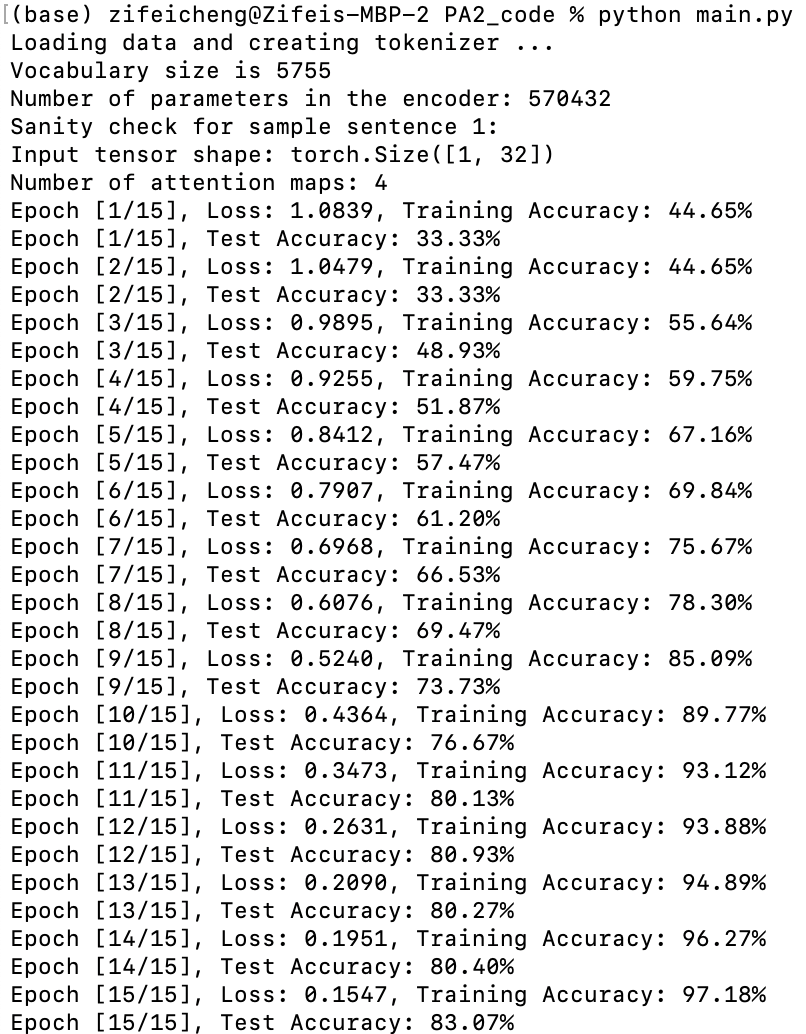 [(base) zifeicheng@Zifeis-MBP-2 PA2_code % python main.py
Loading data and creating tokenizer ...
Vocabulary size is 5755
Number of parameters in the encoder: 570432
Sanity check for sample sentence 1:
Input tensor shape: torch.Size([1, 32])
Number of attention maps: 4
Epoch [1/15], Loss: 1.0839, Training Accuracy: 44.65%
Epoch [1/15], Test Accuracy: 33.33%
Epoch [2/15], Loss: 1.0479, Training Accuracy: 44.65%
Epoch [2/15], Test Accuracy: 33.33%
Epoch [3/15], Loss: 0.9895, Training Accuracy: 55.64%
Epoch [3/15], Test Accuracy: 48.93%
Epoch [4/15], Loss: 0.9255, Training Accuracy: 59.75%
Epoch [4/15], Test Accuracy: 51.87%
Epoch [5/15], Loss: 0.8412, Training Accuracy: 67.16%
Epoch [5/15], Test Accuracy: 57.47%
Epoch [6/15], Loss: 0.7907, Training Accuracy: 69.84%
Epoch [6/15], Test Accuracy: 61.20%
Epoch [7/15], Loss: 0.6968, Training Accuracy: 75.67%
Epoch [7/15], Test Accuracy: 66.53%
Epoch [8/15], Loss: 0.6076, Training Accuracy: 78.30%
Epoch [8/15], Test Accuracy: 69.47%
Epoch [9/15], Loss: 0.5240, Training Accuracy: 85.09%
Epoch [9/15], Test Accuracy: 73.73%
Epoch [10/15], Loss: 0.4364, Training Accuracy: 89.77%
Epoch [10/15], Test Accuracy: 76.67%
Epoch [11/15], Loss: 0.3473, Training Accuracy: 93.12%
Epoch [11/15], Test Accuracy: 80.13%
Epoch [12/15], Loss: 0.2631, Training Accuracy: 93.88%
Epoch [12/15], Test Accuracy: 80.93%
Epoch [13/15], Loss: 0.2090, Training Accuracy: 94.89%
Epoch [13/15], Test Accuracy: 80.27%
Epoch [14/15], Loss: 0.1951, Training Accuracy: 96.27%
Epoch [14/15], Test Accuracy: 80.40%
Epoch [15/15], Loss: 0.1547, Training Accuracy: 97.18%
Epoch [15/15], Test Accuracy: 83.07%